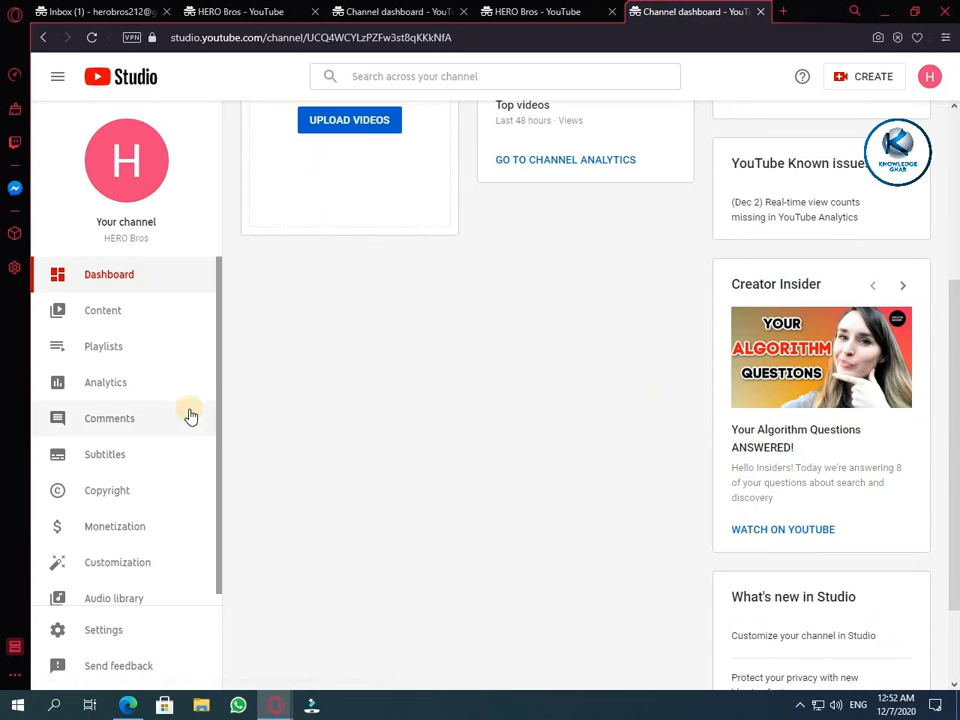 Inbox (1) - herobros212@g
HERO Bros - YouTube
Channel dashboard - YouT
HERO Bros - YouTube
Channel dashboard - YouT
VPN
studio.youtube.com/channel/UCQ4WCYLzPZFw3st8qKKkNfA
Studio
Search across your channel
CREATE
H
H
Your channel
HERO Bros
Dashboard
Content
Playlists
Analytics
Comments
Subtitles
Copyright
Monetization
Customization
Audio library
Settings
Send feedback
UPLOAD VIDEOS
Top videos
Last 48 hours · Views
GO TO CHANNEL ANALYTICS
K
KNOWLEDGE
GHAR
YouTube Known issue
(Dec 2) Real-time view counts
missing in YouTube Analytics
Creator Insider
YOUR
ALGORITHM
QUESTIONS
Your Algorithm Questions
ANSWERED!
Hello Insiders! Today we're answering 8
of your questions about search and
discovery
WATCH ON YOUTUBE
What's new in Studio
Customize your channel in Studio
Protect your privacy with new
ENG
12:52 AM
12/7/2020